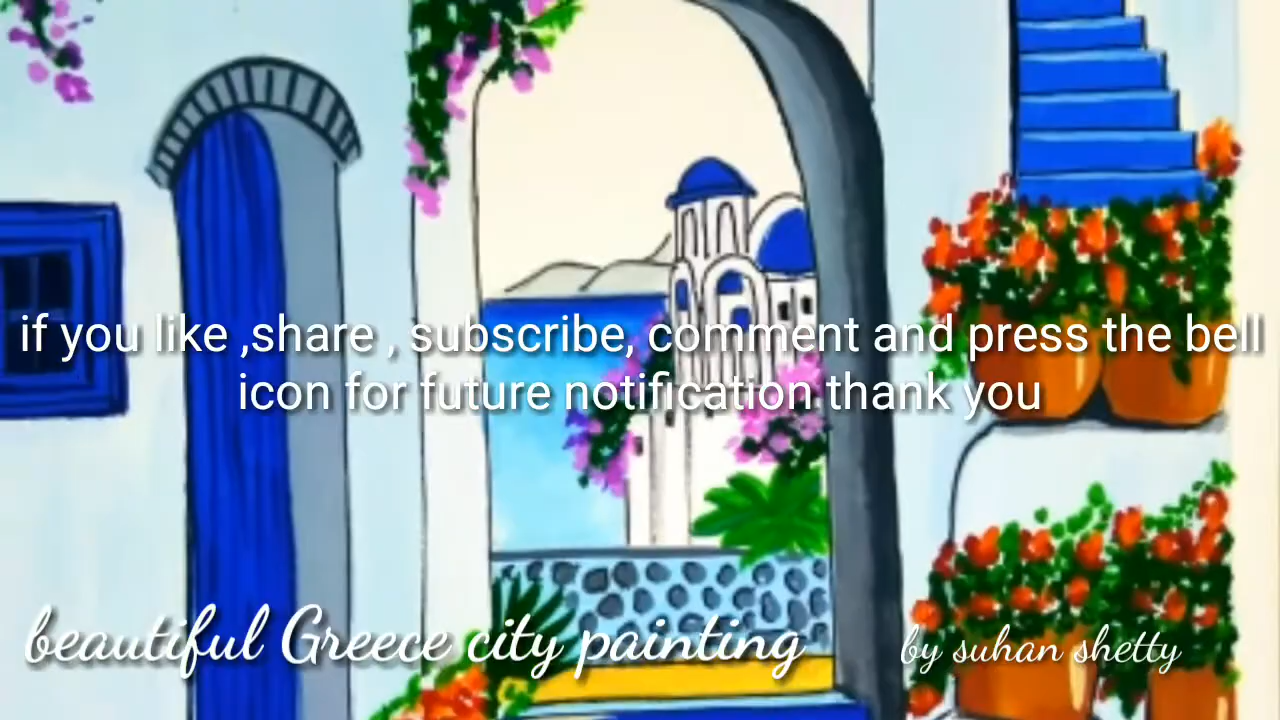 if you like ,share , subscribe, comment and press the bell
icon for future notification thank you
beautiful Greece city painting by suhan shetty